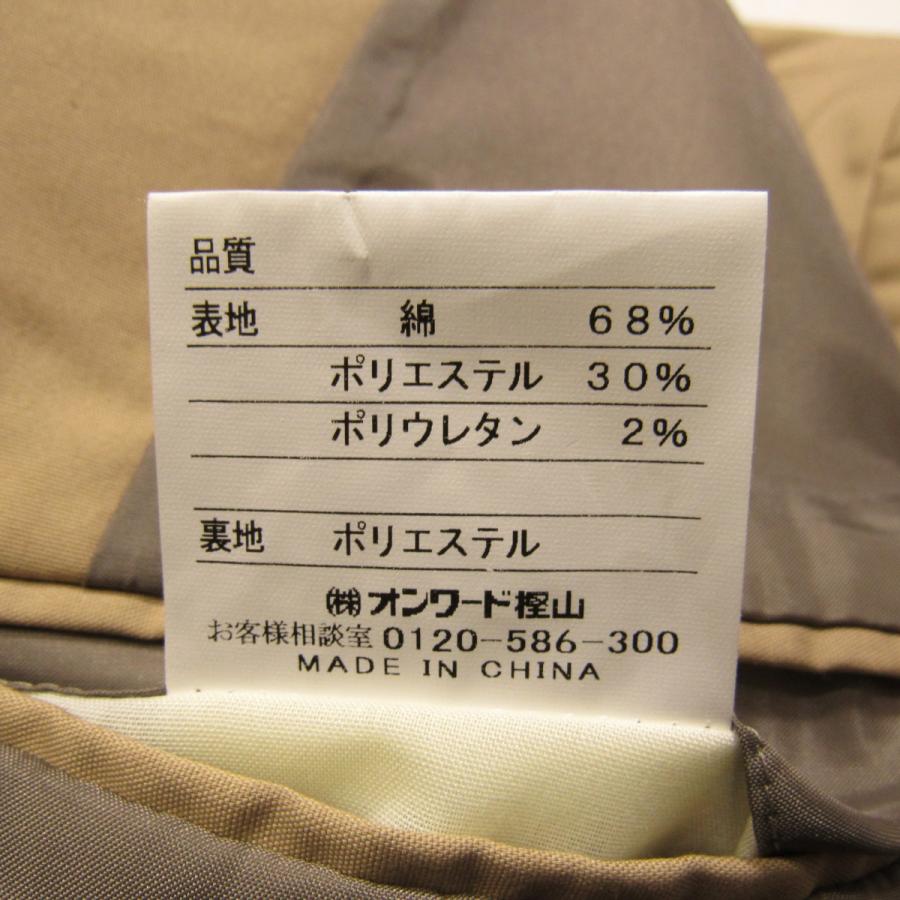 品質
表地 綿 68%
ポリエステル 30%
ポリウレタン 2%
裏地 ポリエステル
㈱オンワード樫山
お客様相談室 0120-586-300
MADE IN CHINA